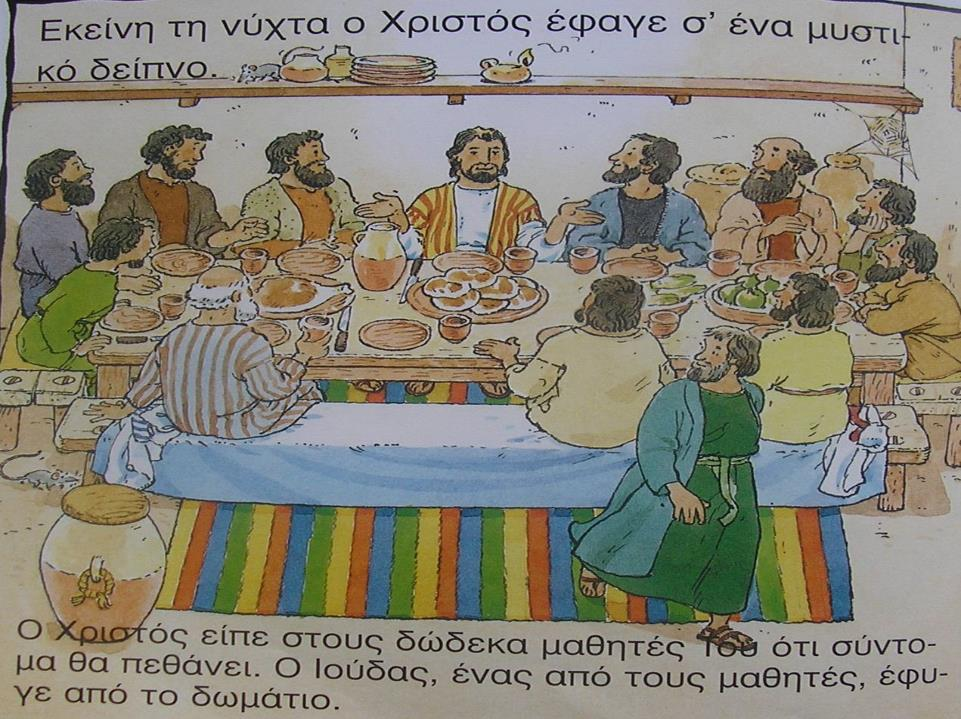 Εκείνη τη νύχτα ο Χριστός έφαγε σ' ένα μυστι-
κό δείπνο.
Ο Χριστός είπε στους δώδεκα μαθητές Του ότι σύντο-
μα θα πεθάνει. Ο Ιούδας, ένας από τους μαθητές, έφυ-
γε από το δωμάτιο.